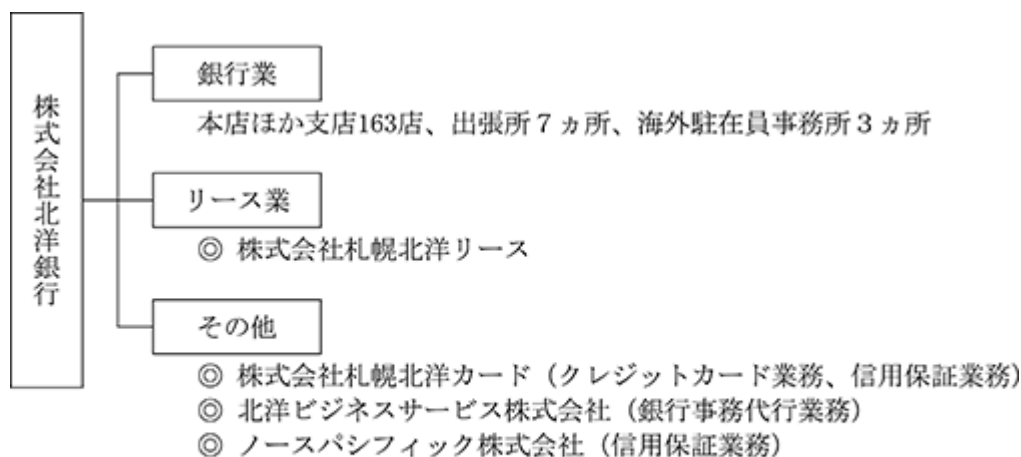 株式会社北洋銀行
銀行業
本店ほか支店163店、出張所７ヵ所、海外駐在員事務所３ヵ所
リース業
◎ 株式会社札幌北洋リース
その他
◎ 株式会社札幌北洋カード（クレジットカード業務、信用保証業務）
◎ 北洋ビジネスサービス株式会社（銀行事務代行業務）
◎ ノースパシフィック株式会社（信用保証業務）